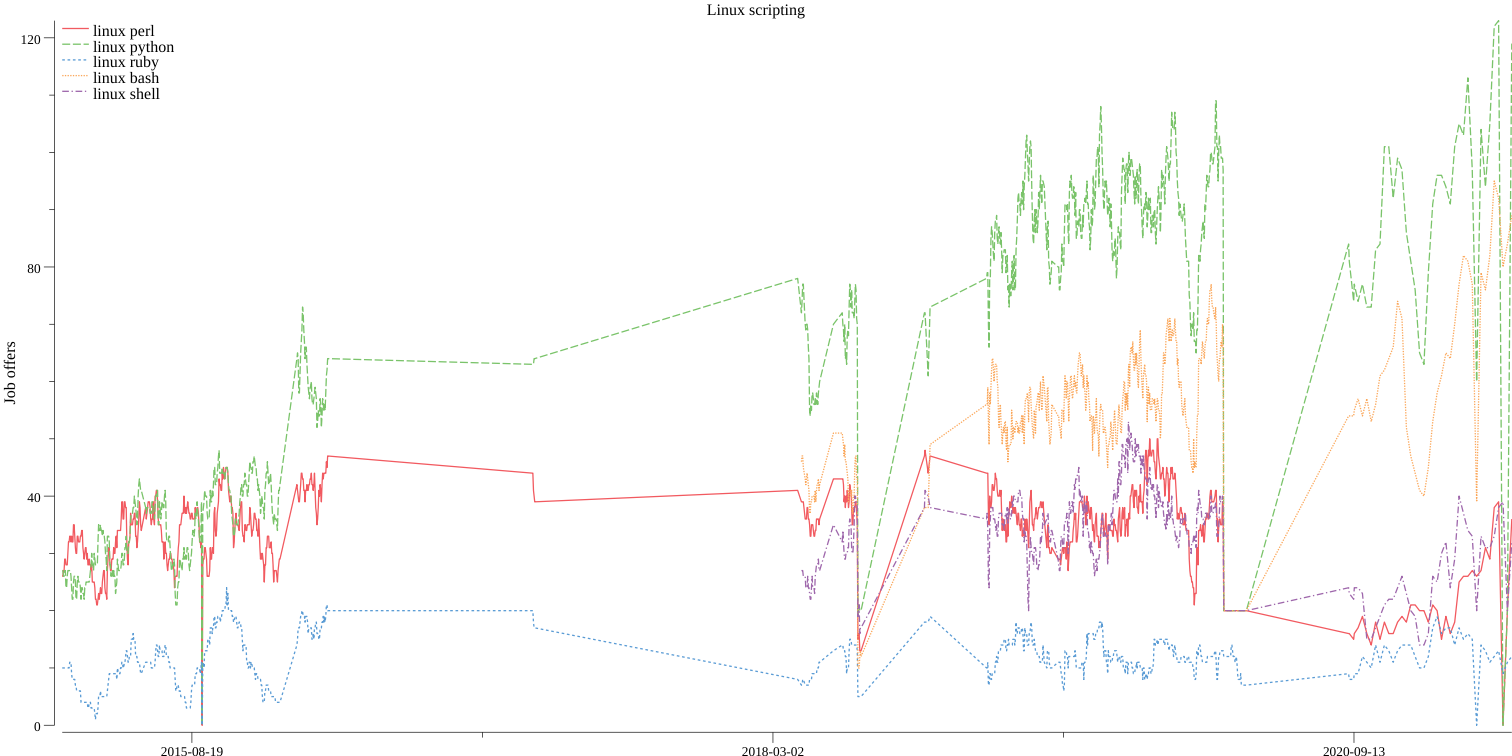 Linux scripting
linux perl
linux python
linux ruby
linux bash
linux shell
Job offers
120
80
40
0
2015-08-19
2018-03-02
2020-09-13